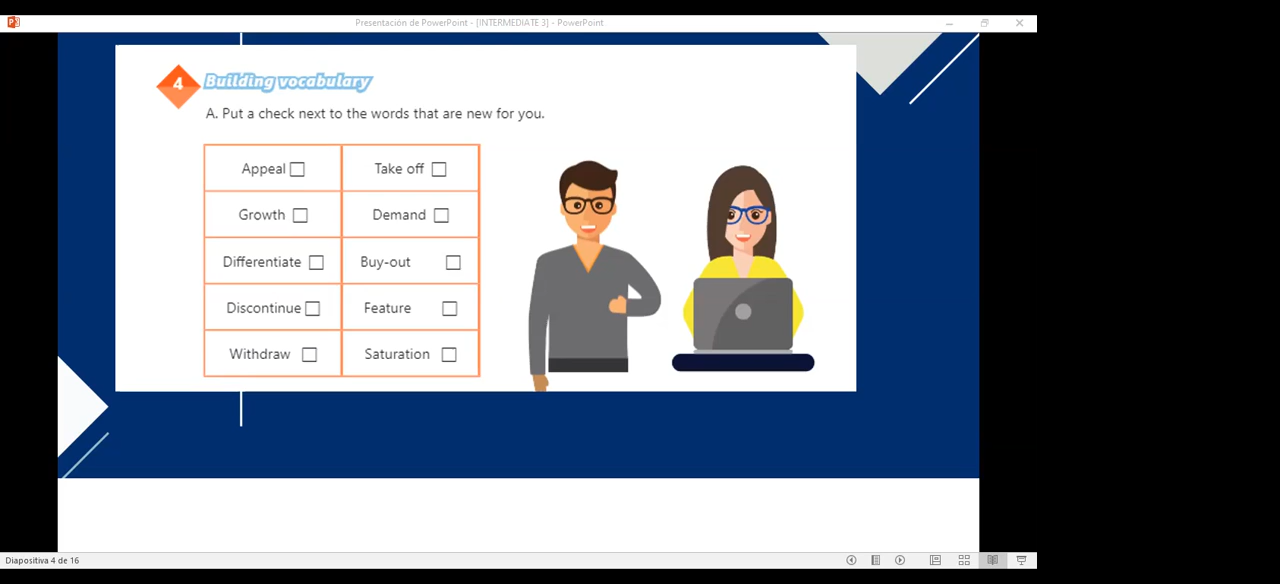 Presentación de PowerPoint - [INTERMEDIATE 3] - PowerPoint
4 Building vocabulary
A. Put a check next to the words that are new for you.
Appeal Take off
Growth Demand
Differentiate Buy-out
Discontinue Feature
Withdraw Saturation
Diapositiva 4 de 16